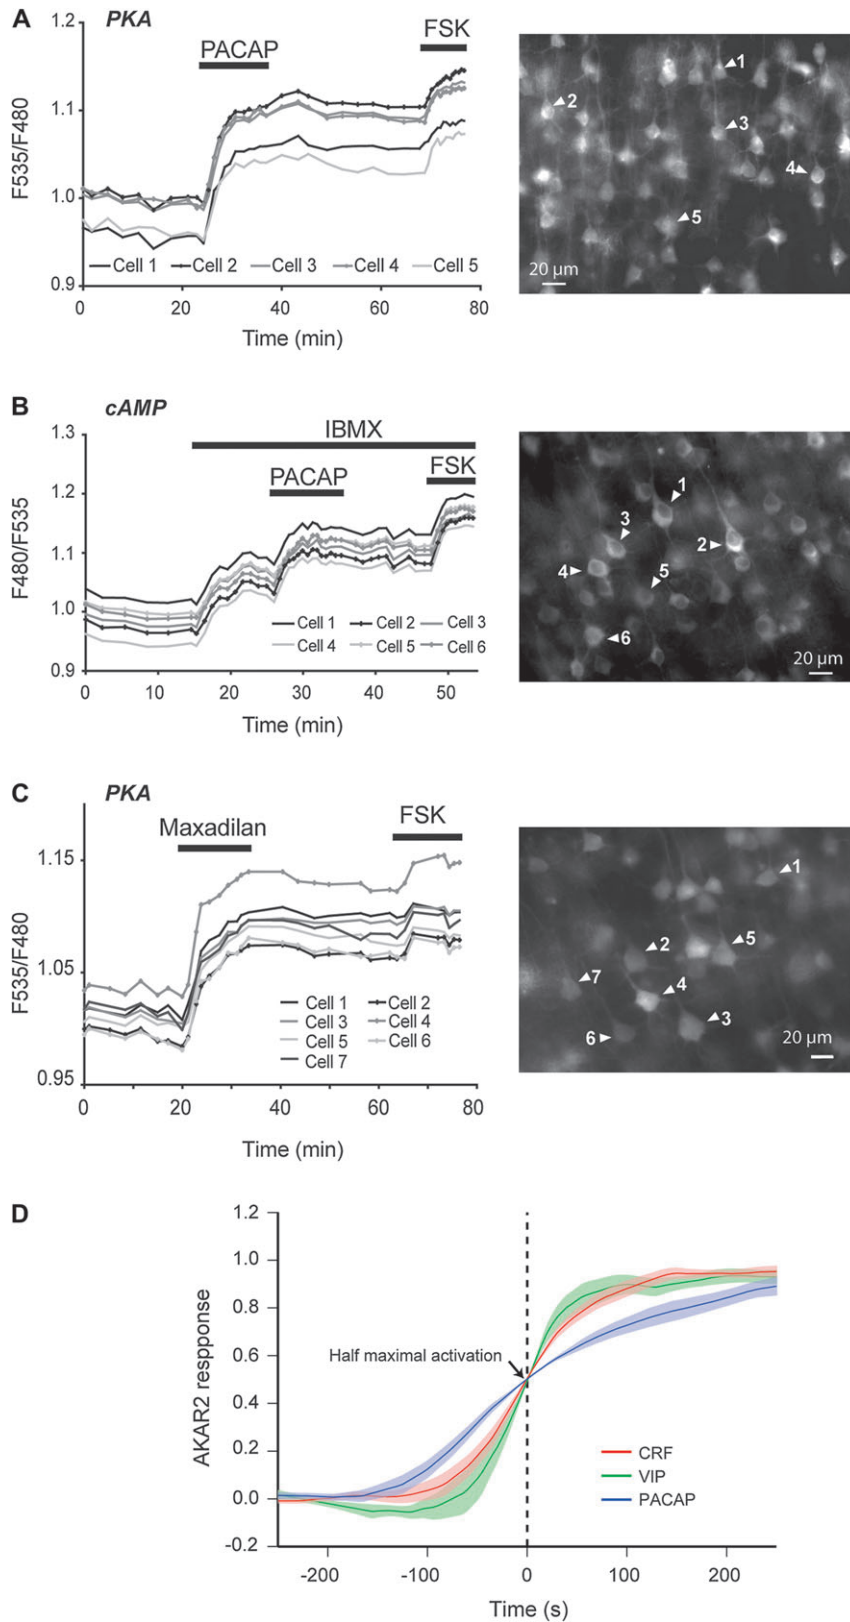 A PKA
1.2
1.1
1.0
0.9
F535/F480
PACAP
FSK
Cell 1 Cell 2 Cell 3 Cell 4 Cell 5
0 20 40 60 80
Time (min)
1
2
3
4
5
20 µm
B cAMP
1.3
1.2
1.1
1.0
0.9
F480/F535
IBMX
PACAP
FSK
Cell 1 Cell 2 Cell 3
Cell 4 Cell 5 Cell 6
0 10 20 30 40 50
Time (min)
1
3
2
4
5
6
20 µm
C PKA
1.15
1.05
0.95
F535/F480
Maxadilan
FSK
Cell 1 Cell 2
Cell 3 Cell 4
Cell 5 Cell 6
Cell 7
0 20 40 60 80
Time (min)
1
2
5
7
4
3
6
20 µm
D
1.2
1.0
0.8
0.6
0.4
0.2
0.0
-0.2
AKAR2 respponse
Half maximal activation
CRF
VIP
PACAP
-200 -100 0 100 200
Time (s)